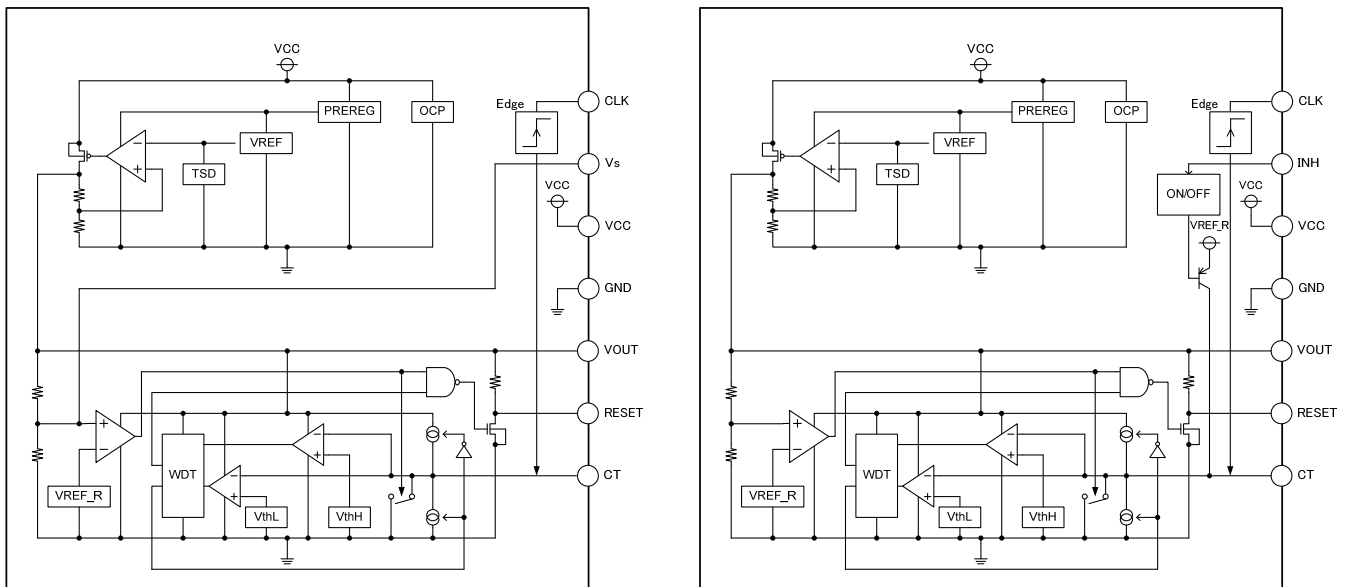 VCC
Edge
CLK
PREREG
OCP
VREF
TSD
−
+
Vs
VCC
VCC
GND
VOUT
RESET
+
−
−
+
WDT
−
+
CT
VREF_R
VthL
VthH
VCC
Edge
CLK
PREREG
OCP
VREF
TSD
−
+
INH
ON/OFF
VCC
VCC
VREF_R
GND
VOUT
RESET
+
−
−
+
WDT
−
+
CT
VREF_R
VthL
VthH